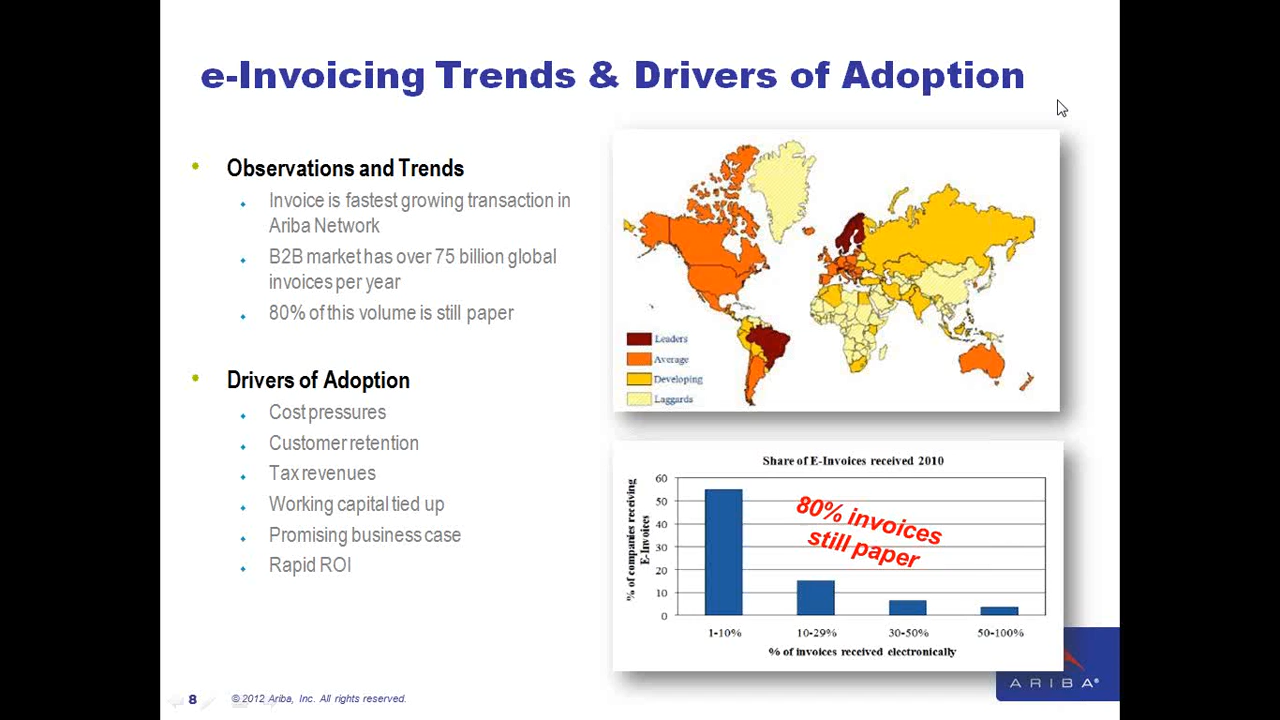 e-Invoicing Trends & Drivers of Adoption
Observations and Trends
Invoice is fastest growing transaction in
Ariba Network
B2B market has over 75 billion global
invoices per year
80% of this volume is still paper
Drivers of Adoption
Cost pressures
Customer retention
Tax revenues
Working capital tied up
Promising business case
Rapid ROI
Leaders
Average
Developing
Laggards
Share of E-Invoices received 2010
% of companies receiving
E-Invoices
60
50
40
30
20
10
0
80% invoices
still paper
1-10% 10-29% 30-50% 50-100%
% of invoices received electronically
ARIBA®
8 © 2012 Ariba, Inc. All rights reserved.